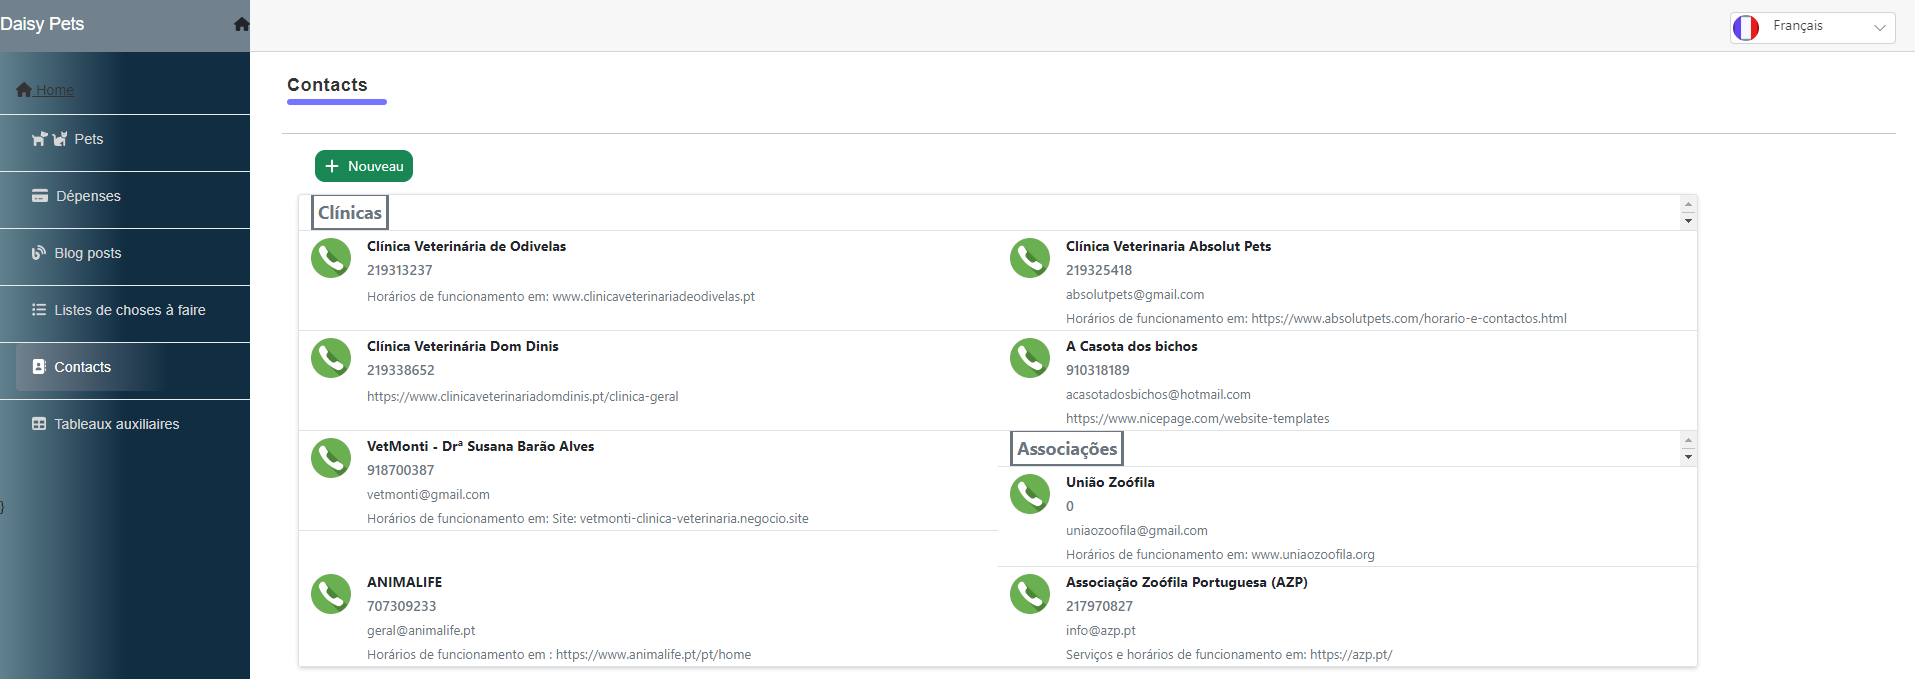 Daisy Pets
Français
Home
Pets
Dépenses
Blog posts
Listes de choses à faire
Contacts
Tableaux auxiliaires
}
Contacts
+ Nouveau
Clínicas
Clínica Veterinária de Odivelas
219313237
Horários de funcionamento em: www.clinicaveterinariadeodivelas.pt
Clínica Veterinaria Absolut Pets
219325418
absolutpets@gmail.com
Horários de funcionamento em: https://www.absolutpets.com/horario-e-contactos.html
Clínica Veterinária Dom Dinis
219338652
https://www.clinicaveterinariadomdinis.pt/clinica-geral
A Casota dos bichos
910318189
acasotadosbichos@hotmail.com
https://www.nicepage.com/website-templates
VetMonti - Drª Susana Barão Alves
918700387
vetmonti@gmail.com
Horários de funcionamento em: Site: vetmonti-clinica-veterinaria.negocio.site
Associações
União Zoófila
0
uniaozoofila@gmail.com
Horários de funcionamento em: www.uniaozoofila.org
ANIMALIFE
707309233
geral@animalife.pt
Horários de funcionamento em : https://www.animalife.pt/pt/home
Associação Zoófila Portuguesa (AZP)
217970827
info@azp.pt
Serviços e horários de funcionamento em: https://azp.pt/